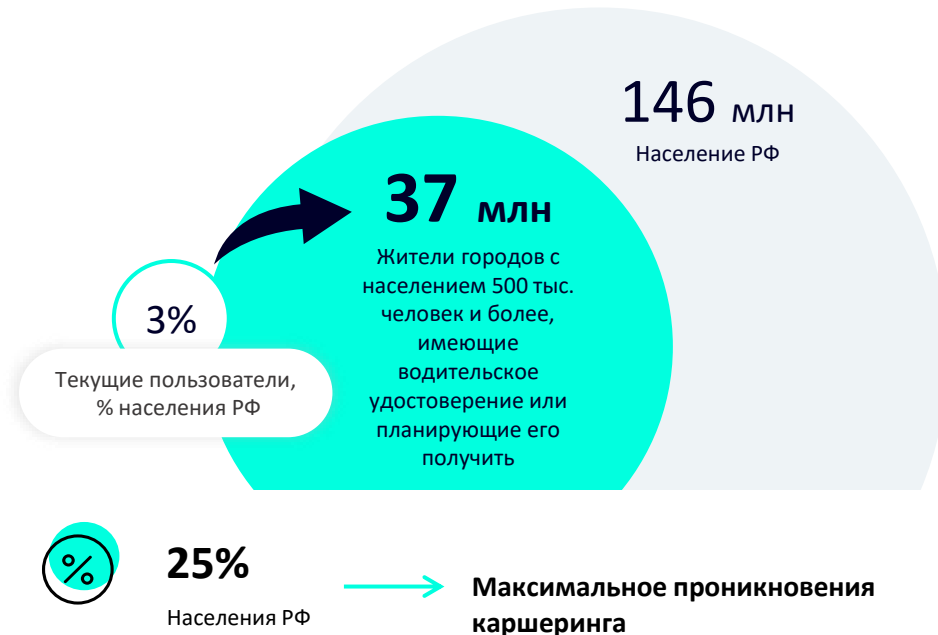 146 млн
Население РФ
37 млн
Жители городов с
населением 500 тыс.
человек и более,
имеющие
водительское
удостоверение или
планирующие его
получить
3%
Текущие пользователи,
% населения РФ
%
25%
Населения РФ
Максимальное проникновения
каршеринга